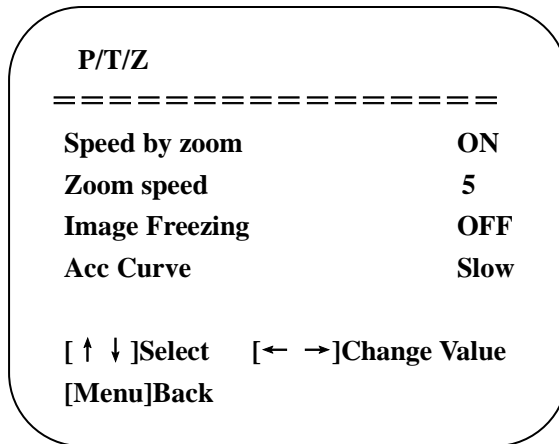 P/T/Z
=================
Speed by zoom ON
Zoom speed 5
Image Freezing OFF
Acc Curve Slow
[↑ ↓]Select [← →]Change Value
[Menu]Back